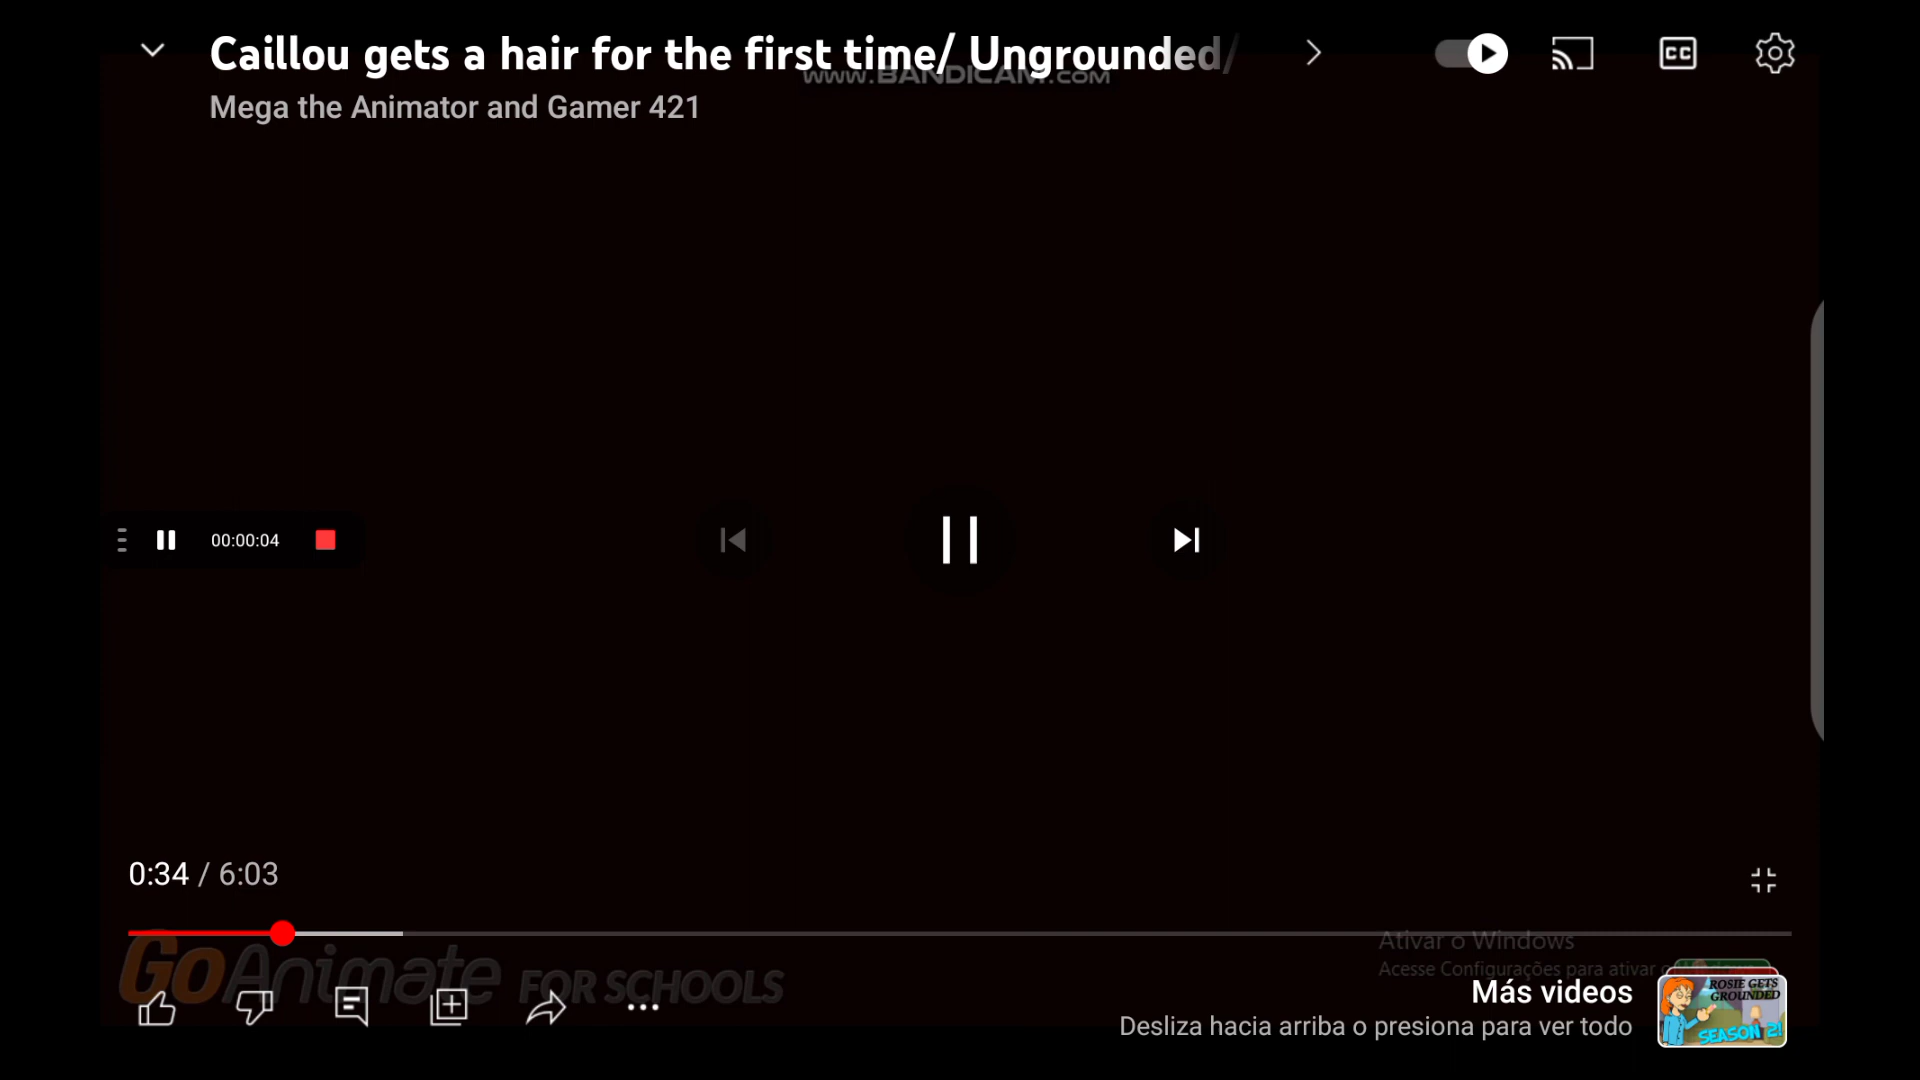 Caillou gets a hair for the first time/ Ungrounded/
www.BANDICAM.com
Mega the Animator and Gamer 421
CC
00:00:04
0:34 / 6:03
Ativar o Windows
Acesse Configurações para ativar o
GoAnimate FOR SCHOOLS
Más videos
Desliza hacia arriba o presiona para ver todo
ROSIE GETS
GROUNDED
SEASON 2!